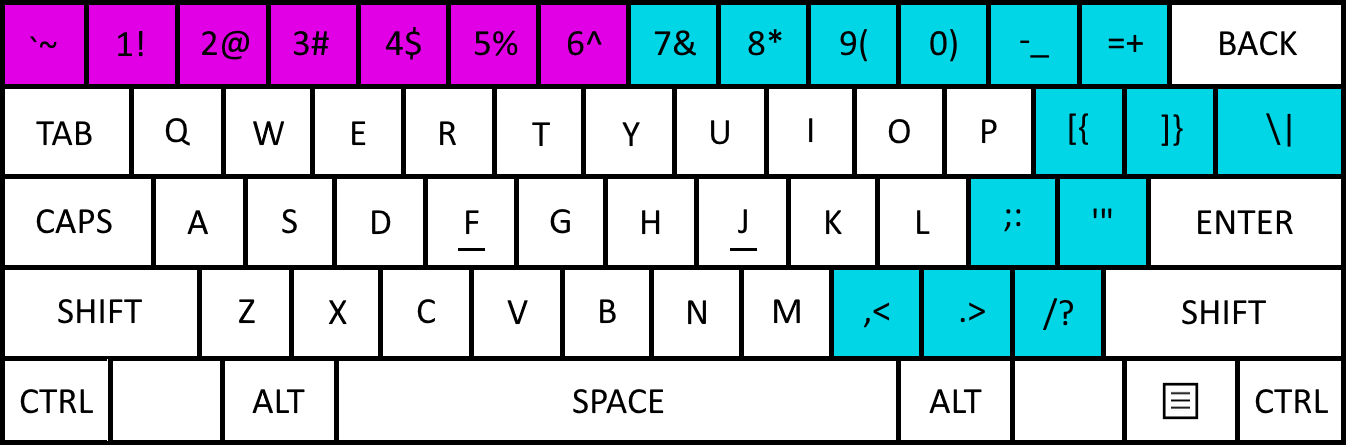 `~ 1! 2@ 3# 4$ 5% 6^ 7& 8* 9( 0) -_ =+ BACK
TAB Q W E R T Y U I O P [{ ]} \|
CAPS A S D F G H J K L ;: '" ENTER
SHIFT Z X C V B N M ,< .> /? SHIFT
CTRL ALT SPACE ALT CTRL